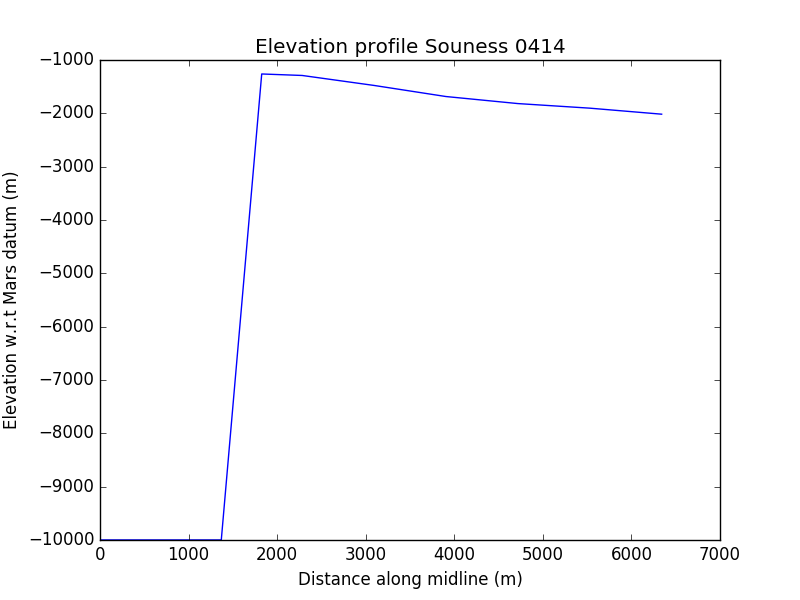 Elevation profile Souness 0414
−1000
−2000
−3000
−4000
−5000
−6000
−7000
−8000
−9000
−10000
Elevation w.r.t Mars datum (m)
0 1000 2000 3000 4000 5000 6000 7000
Distance along midline (m)